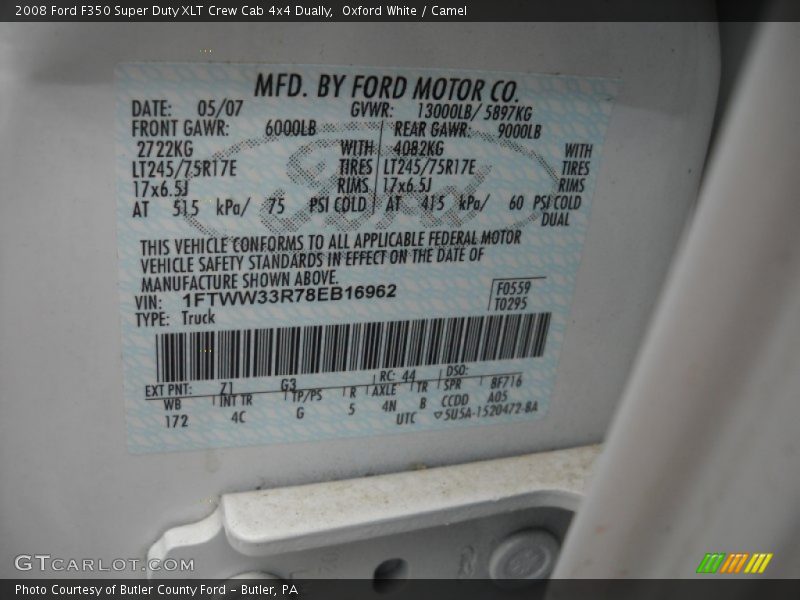 2008 Ford F350 Super Duty XLT Crew Cab 4x4 Dually,  Oxford White / Camel
MFD. BY FORD MOTOR CO.
DATE: 05/07 GVWR: 13000LB/ 5897KG
FRONT GAWR: 6000LB REAR GAWR: 9000LB
2722KG WITH 4082KG WITH
LT245/75R17E TIRES LT245/75R17E TIRES
17x6.5J RIMS 17x6.5J RIMS
AT 515 kPa/ 75 PSI COLD AT 415 kPa/ 60 PSI COLD
DUAL
THIS VEHICLE CONFORMS TO ALL APPLICABLE FEDERAL MOTOR
VEHICLE SAFETY STANDARDS IN EFFECT ON THE DATE OF
MANUFACTURE SHOWN ABOVE.
VIN: 1FTWW33R78EB16962 F0559
TYPE: Truck T0295
EXT PNT: Z1 G3 RC: 44 DSO:
WB INT TR TP/PS R AXLE TR SPR 8F716
172 4C G 5 4N B CCDD A05
UTC ▽5U5A-1520472-BA
Ford
GTCARLOT.COM
Photo Courtesy of Butler County Ford - Butler, PA